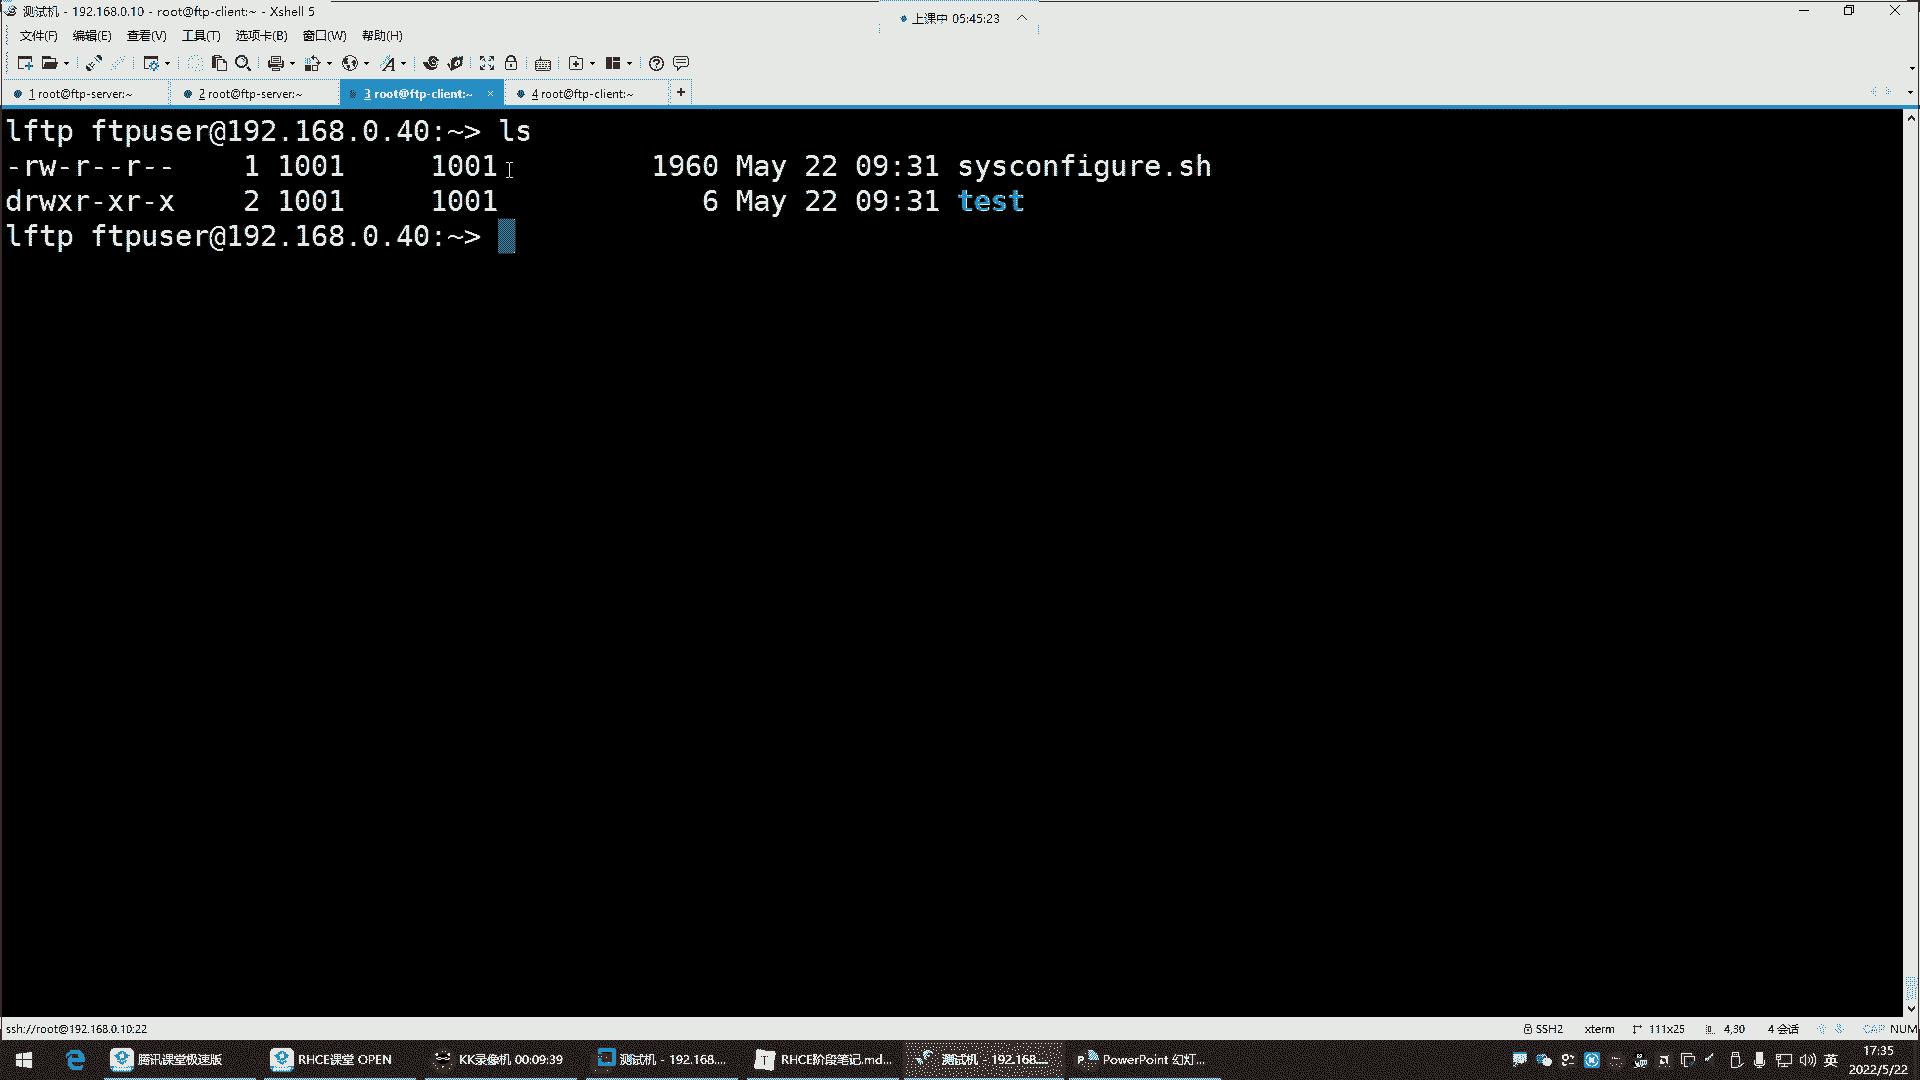 测试机 - 192.168.0.10 - root@ftp-client:~ - Xshell 5
上课中 05:45:23
文件(F) 编辑(E) 查看(V) 工具(T) 选项卡(B) 窗口(W) 帮助(H)
1 root@ftp-server:~ 2 root@ftp-server:~ 3 root@ftp-client:~ × 4 root@ftp-client:~ +
lftp ftpuser@192.168.0.40:~> ls
-rw-r--r-- 1 1001 1001 1960 May 22 09:31 sysconfigure.sh
drwxr-xr-x 2 1001 1001 6 May 22 09:31 test
lftp ftpuser@192.168.0.40:~>
ssh://root@192.168.0.10:22 SSH2 xterm 111x25 4,30 4 会话 CAP NUM
腾讯课堂极速版 RHCE课堂 OPEN KK录像机 00:09:39 测试机 - 192.168.... RHCE阶段笔记.md... 测试机 - 192.168.... PowerPoint 幻灯... 英 17:35
2022/5/22